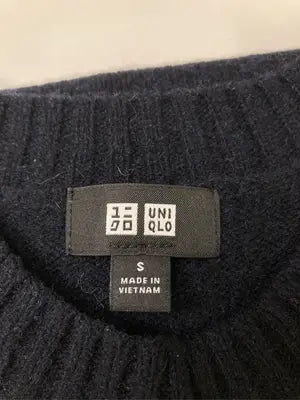 ユニ UNI
クロ QLO
S
MADE IN
VIETNAM